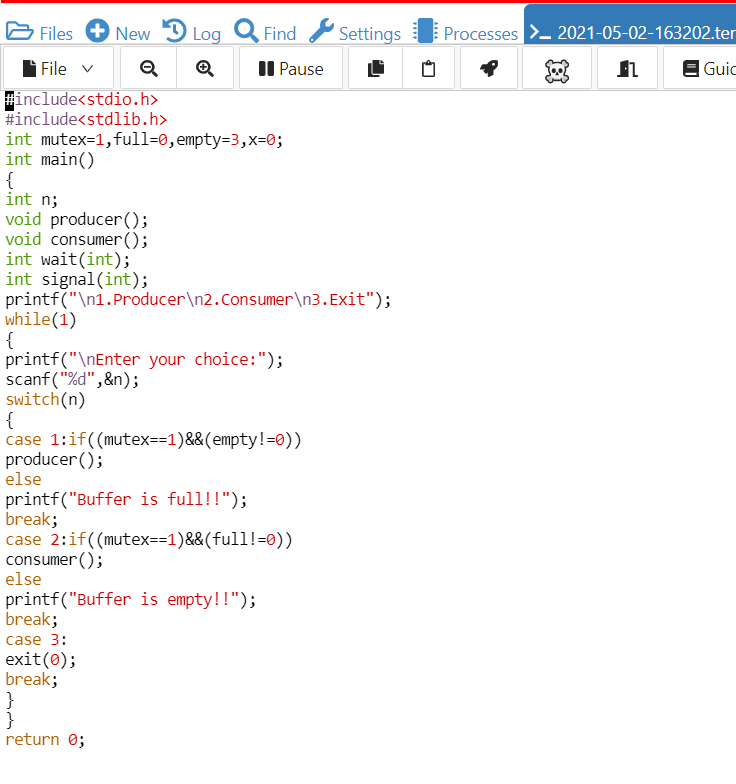 Files New Log Find Settings Processes 2021-05-02-163202.ter
File Pause Guid
#include<stdio.h>
#include<stdlib.h>
int mutex=1,full=0,empty=3,x=0;
int main()
{
int n;
void producer();
void consumer();
int wait(int);
int signal(int);
printf("\n1.Producer\n2.Consumer\n3.Exit");
while(1)
{
printf("\nEnter your choice:");
scanf("%d",&n);
switch(n)
{
case 1:if((mutex==1)&&(empty!=0))
producer();
else
printf("Buffer is full!!");
break;
case 2:if((mutex==1)&&(full!=0))
consumer();
else
printf("Buffer is empty!!");
break;
case 3:
exit(0);
break;
}
}
return 0;